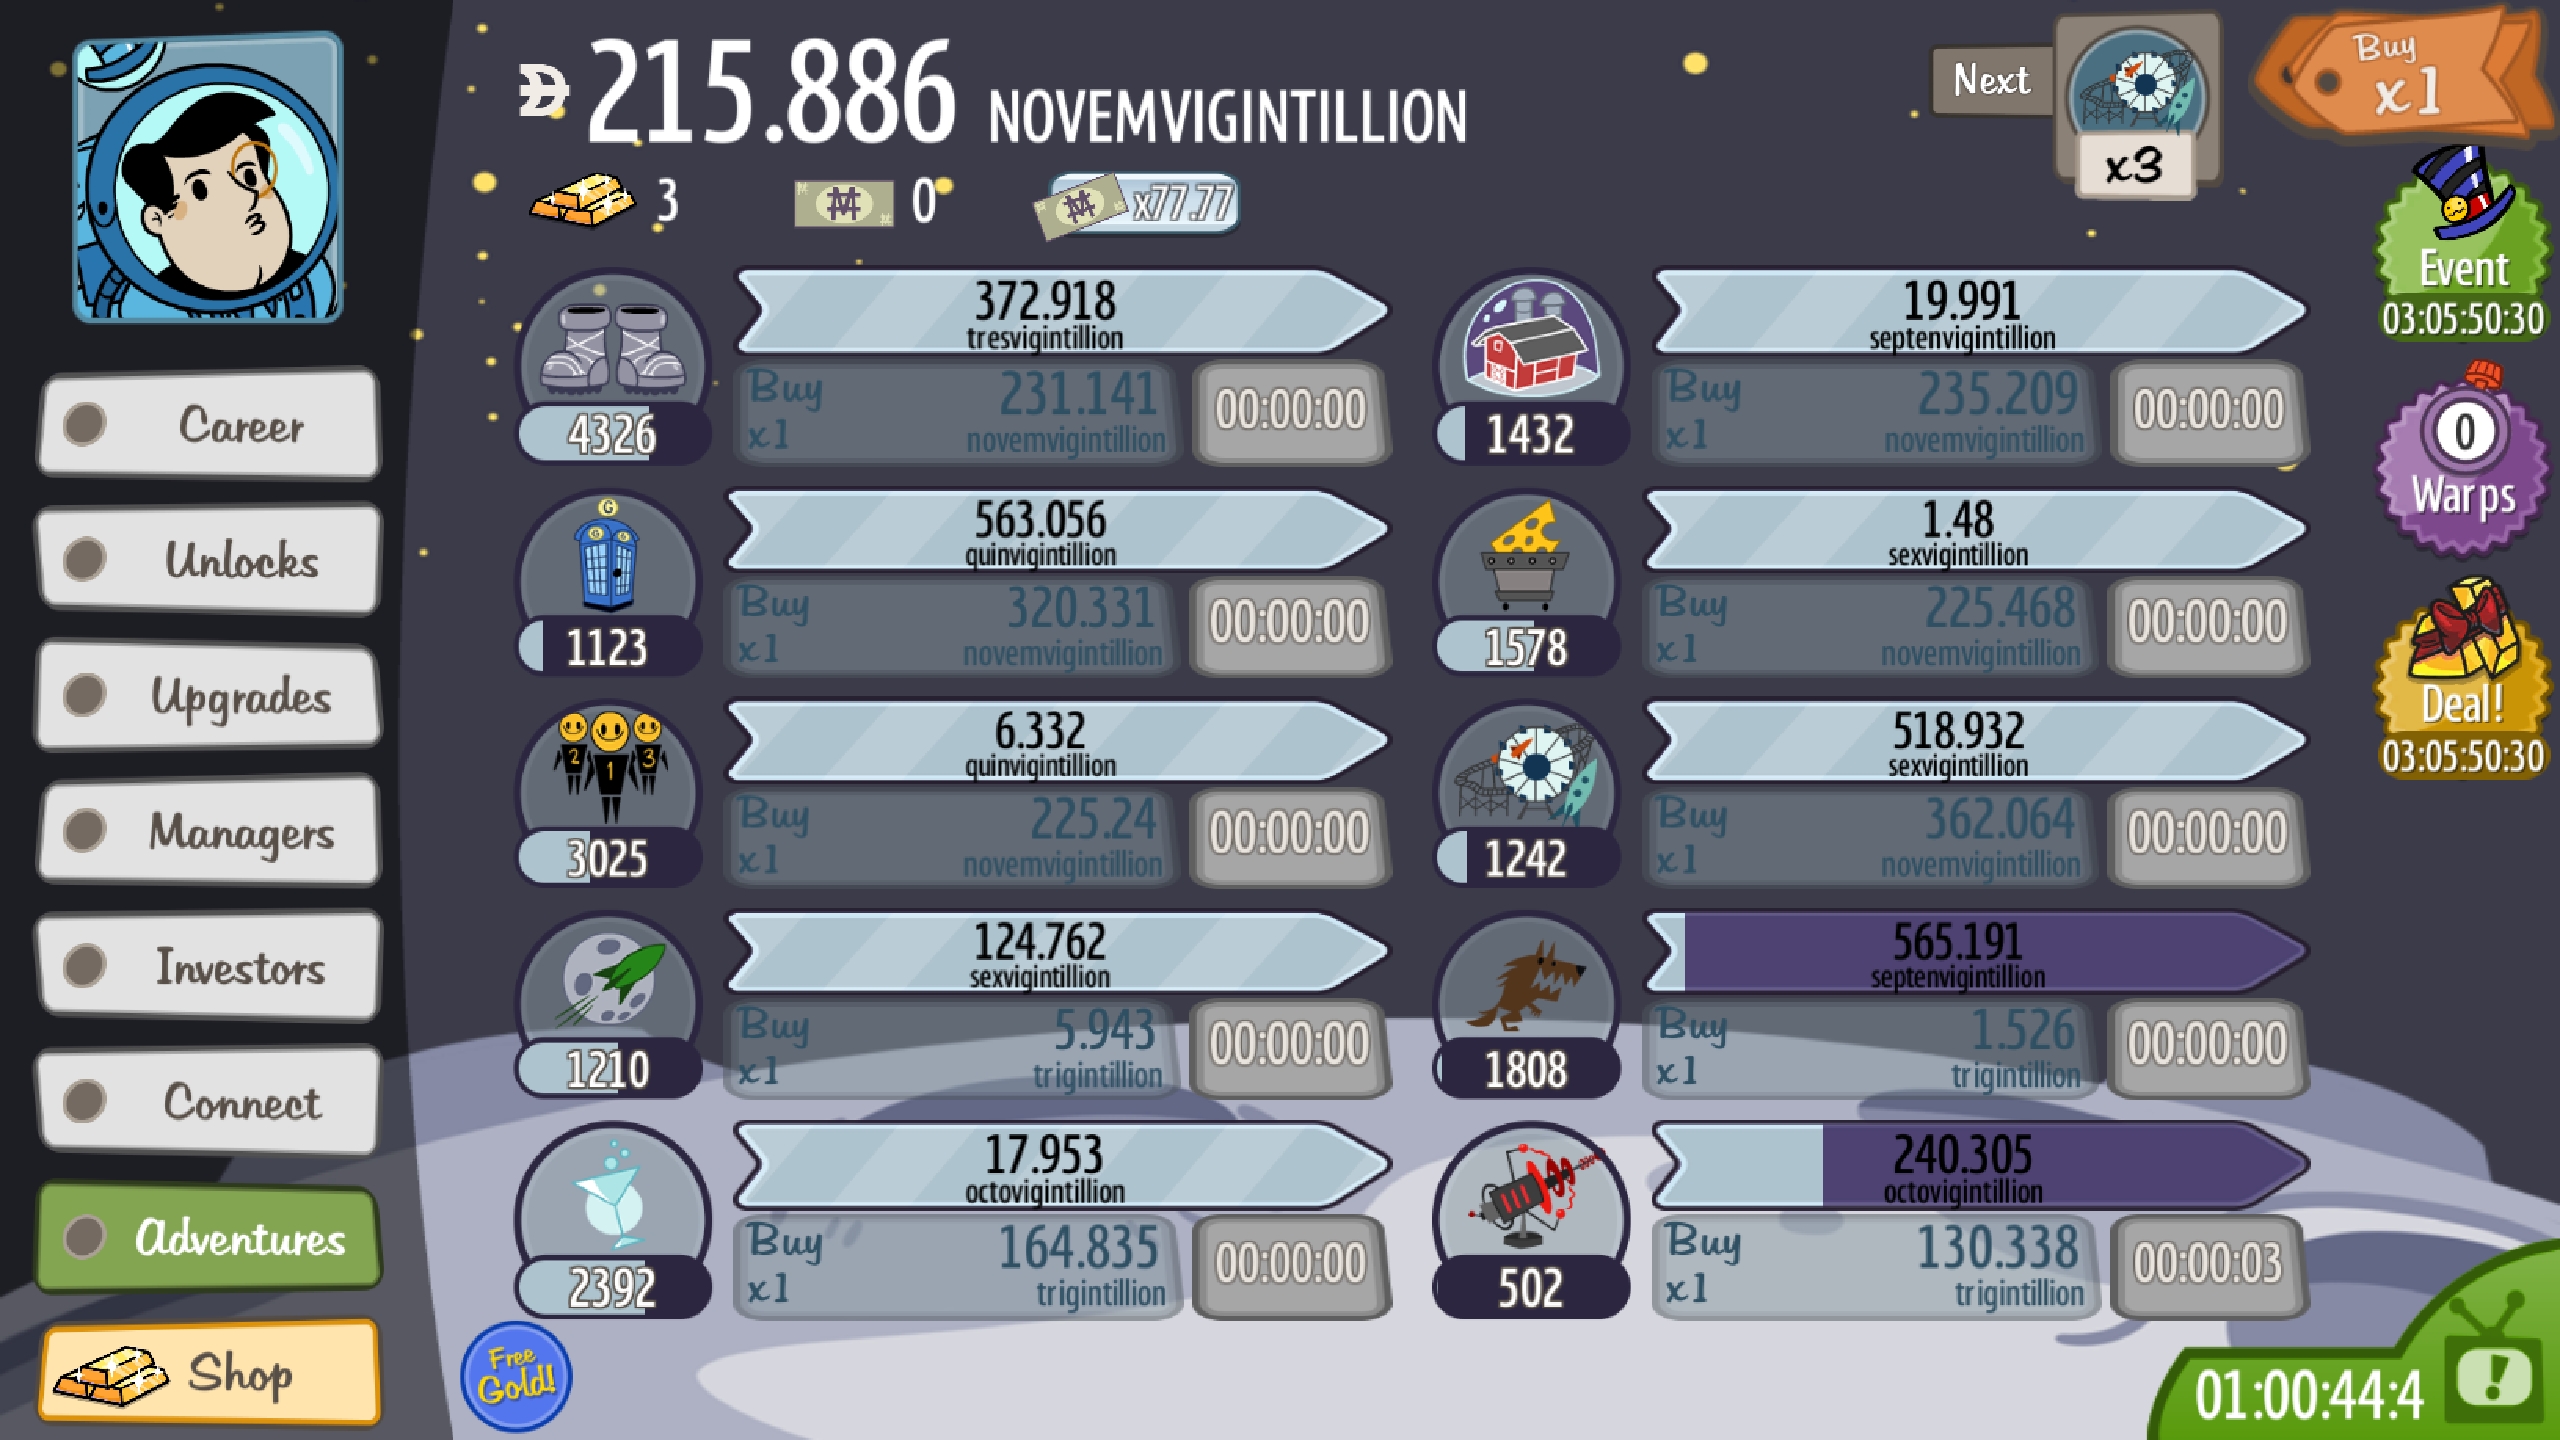 215.886 NOVEMVIGINTILLION
Next
x3
Buy
x1
3
0
x77.77
Event
03:05:50:30
0
Warps
Deal!
03:05:50:30
Career
Unlocks
Upgrades
Managers
Investors
Connect
Adventures
Shop
372.918
tresvigintillion
4326
Buy
x1
231.141
novemvigintillion
00:00:00
19.991
septenvigintillion
1432
Buy
x1
235.209
novemvigintillion
00:00:00
G
G G
563.056
quinvigintillion
1123
Buy
x1
320.331
novemvigintillion
00:00:00
1.48
sexvigintillion
1578
Buy
x1
225.468
novemvigintillion
00:00:00
2 1 3
6.332
quinvigintillion
3025
Buy
x1
225.24
novemvigintillion
00:00:00
518.932
sexvigintillion
1242
Buy
x1
362.064
novemvigintillion
00:00:00
124.762
sexvigintillion
1210
Buy
x1
5.943
trigintillion
00:00:00
565.191
septenvigintillion
1808
Buy
x1
1.526
trigintillion
00:00:00
17.953
octovigintillion
2392
Buy
x1
164.835
trigintillion
00:00:00
240.305
octovigintillion
502
Buy
x1
130.338
trigintillion
00:00:03
Free
Gold!
01:00:44:4
!